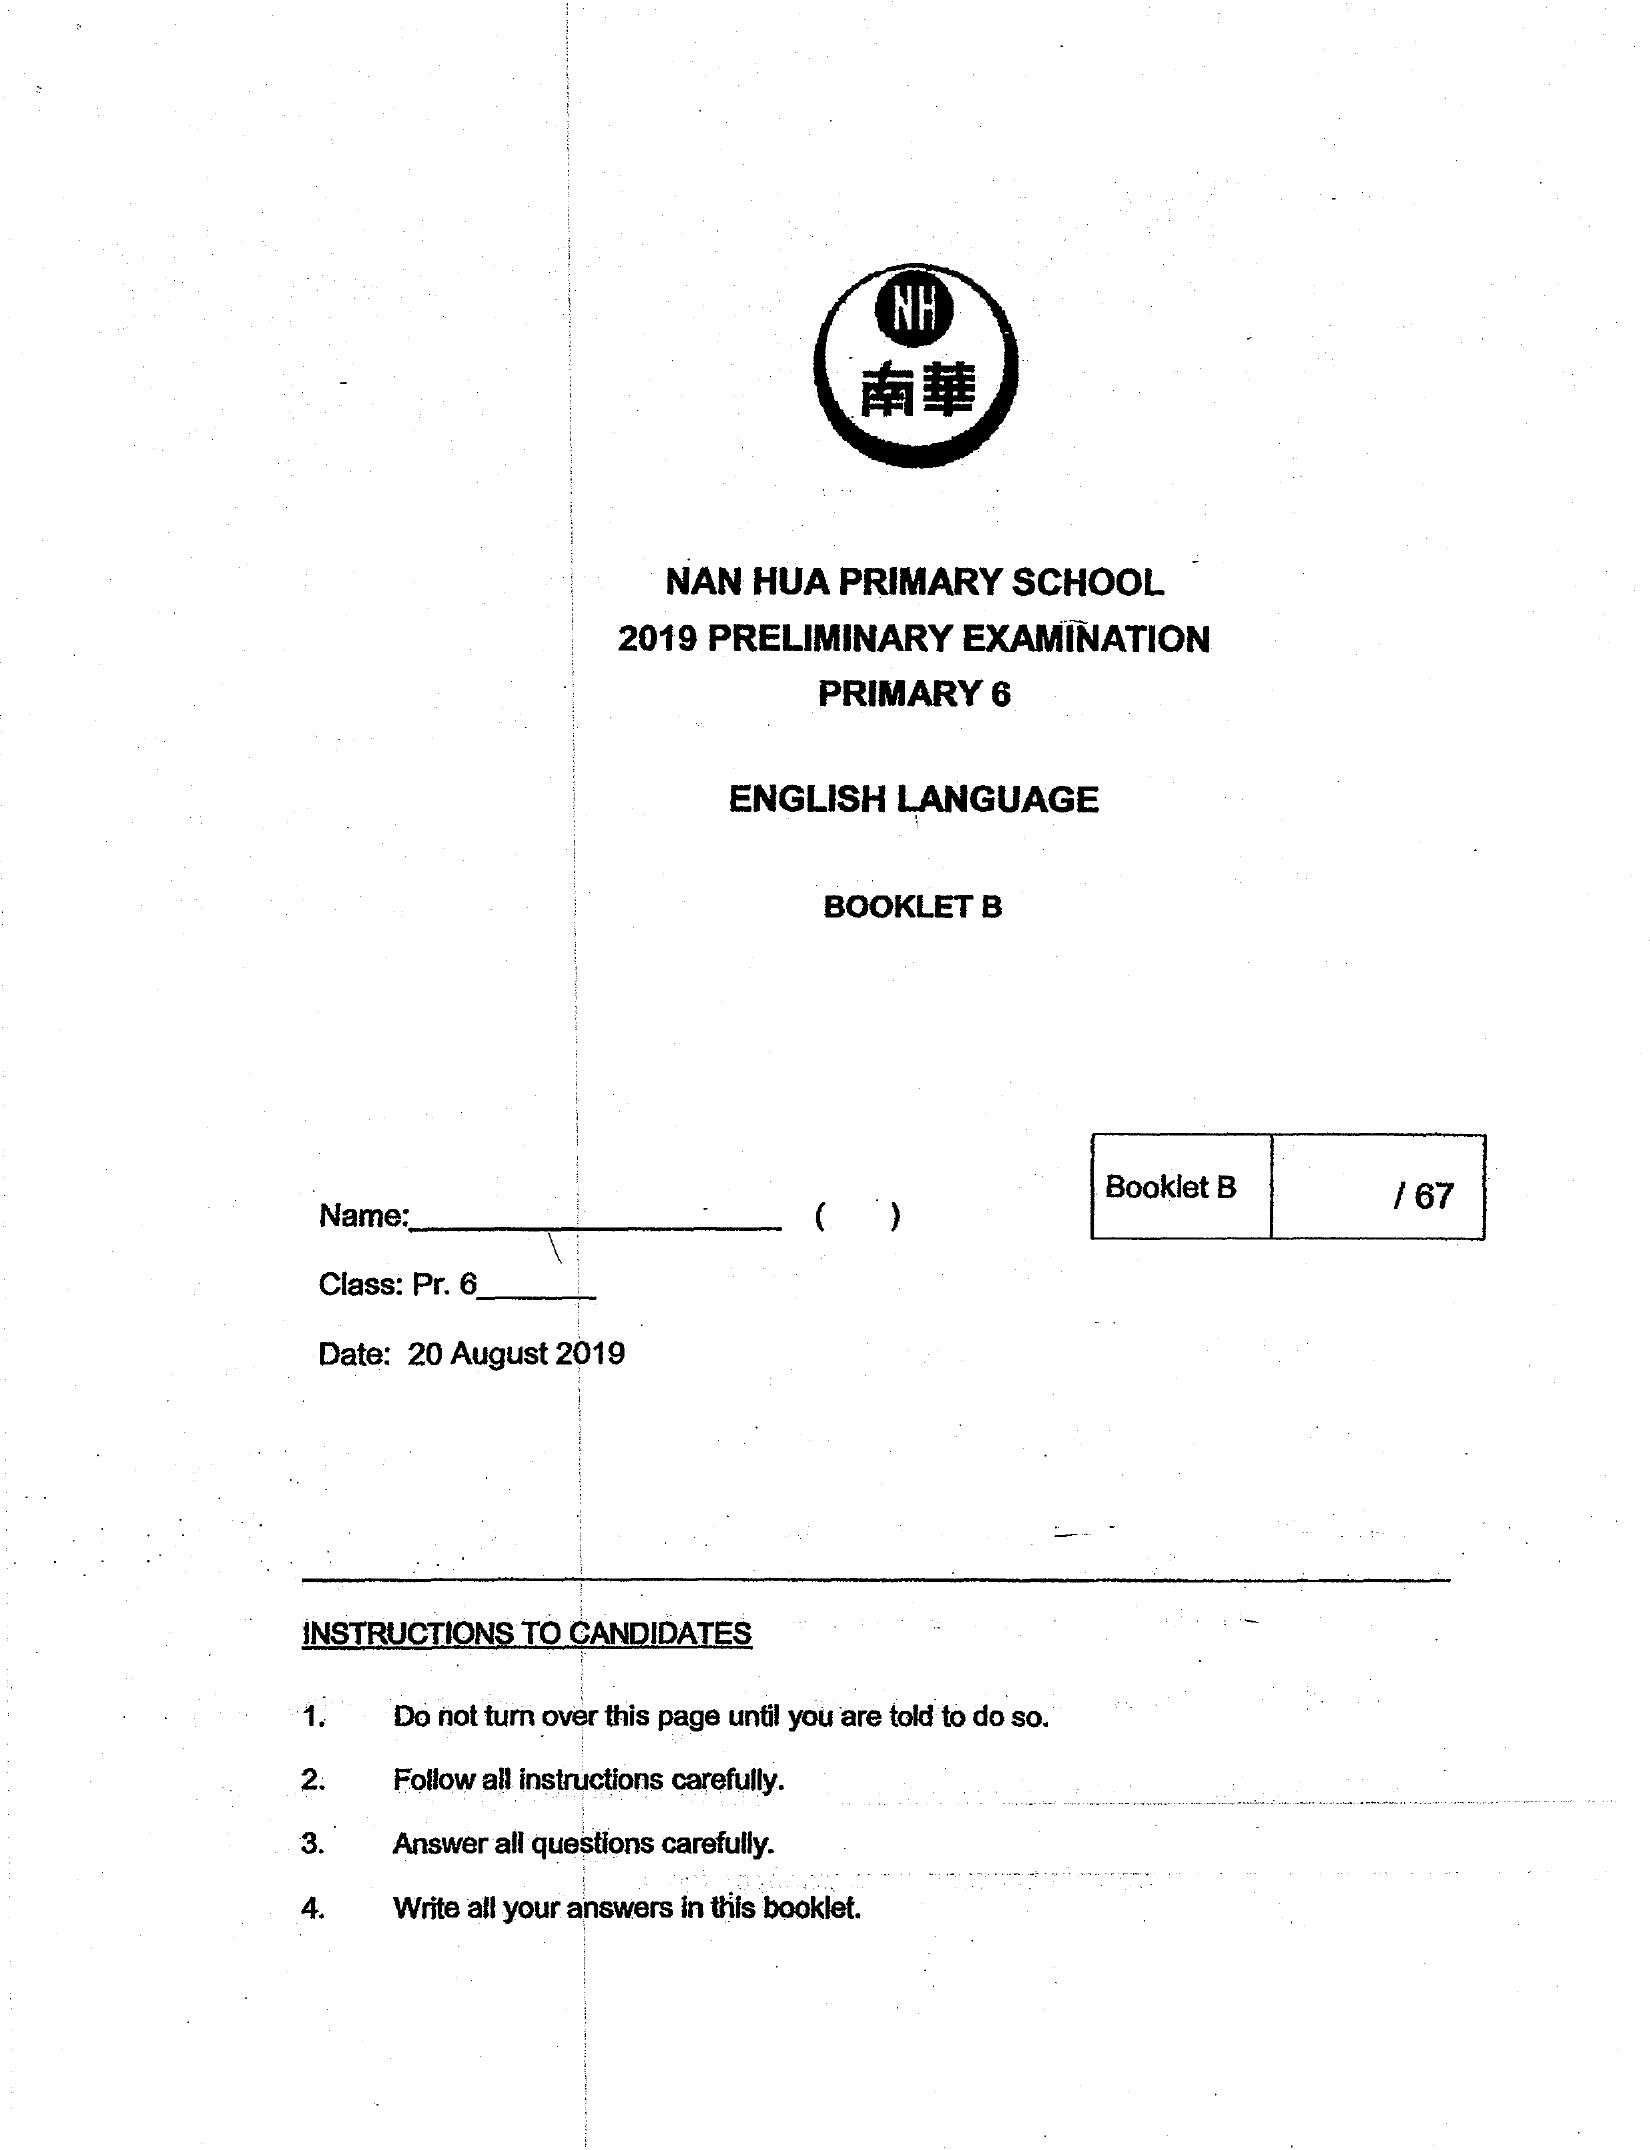 NH
南華
NAN HUA PRIMARY SCHOOL
2019 PRELIMINARY EXAMINATION
PRIMARY 6
ENGLISH LANGUAGE
BOOKLET B
Booklet B / 67
Name: ( )
Class: Pr. 6
Date: 20 August 2019
INSTRUCTIONS TO CANDIDATES
1. Do not turn over this page until you are told to do so.
2. Follow all instructions carefully.
3. Answer all questions carefully.
4. Write all your answers in this booklet.